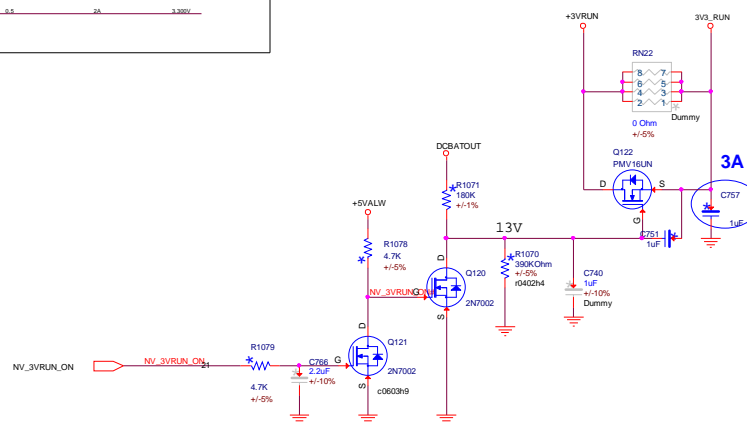 0.5 2A 3.300V
+3VRUN 3V3_RUN
RN22
8 7
6 5
4 3
2 1
Dummy
0 Ohm
+/-5%
3A
Q122
PMV16UN
D S
G
C757
1uF
C751
1uF
DCBATOUT
R1071
180K
+/-1%
13V
+5VALW
R1078
4.7K
+/-5%
R1070
390KOhm
+/-5%
r0402h4
C740
1uF
+/-10%
Dummy
D
Q120
G
2N7002
S
NV_3VRUN_ON
D
Q121
G
2N7002
S
c0603h9
NV_3VRUN_ON
NV_3VRUN_ON
21
R1079
4.7K
+/-5%
C766
2.2uF
+/-10%